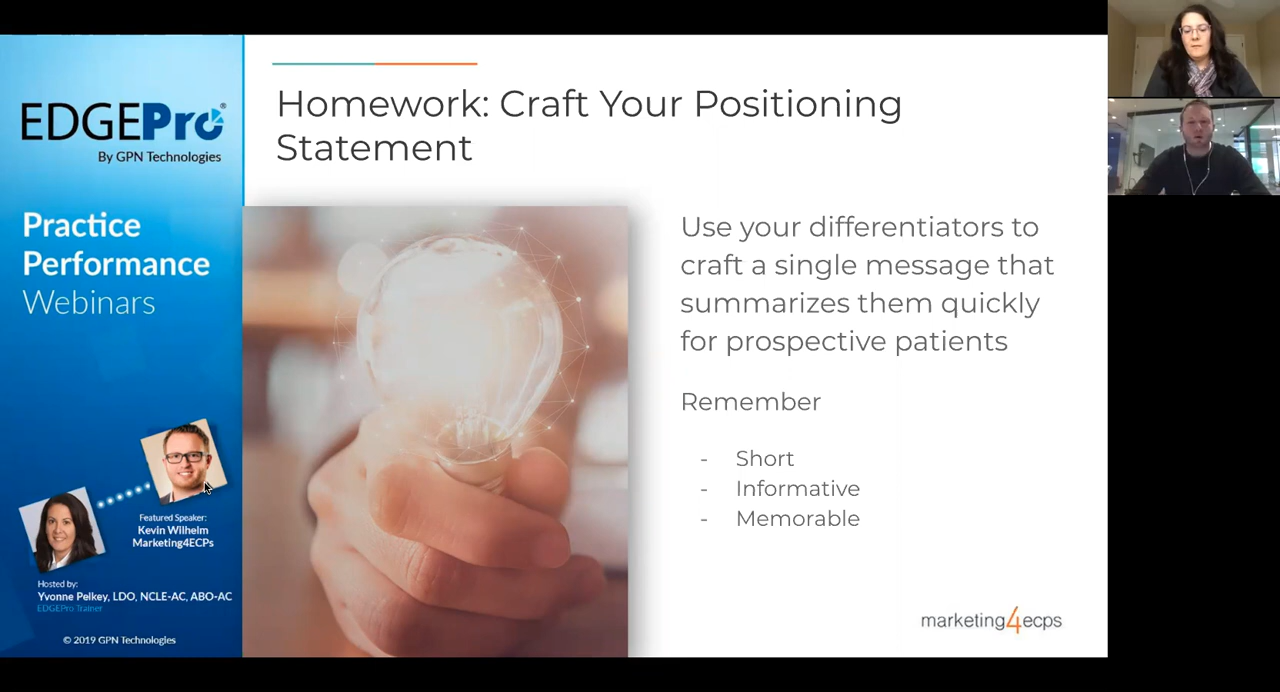 EDGEPro®
By GPN Technologies
Practice
Performance
Webinars
Featured Speaker:
Kevin Wilhelm
Marketing4ECPs
Hosted by:
Yvonne Pelkey, LDO, NCLE-AC, ABO-AC
EDGEPro Trainer
© 2019 GPN Technologies
Homework: Craft Your Positioning
Statement
Use your differentiators to
craft a single message that
summarizes them quickly
for prospective patients
Remember
- Short
- Informative
- Memorable
marketing4ecps